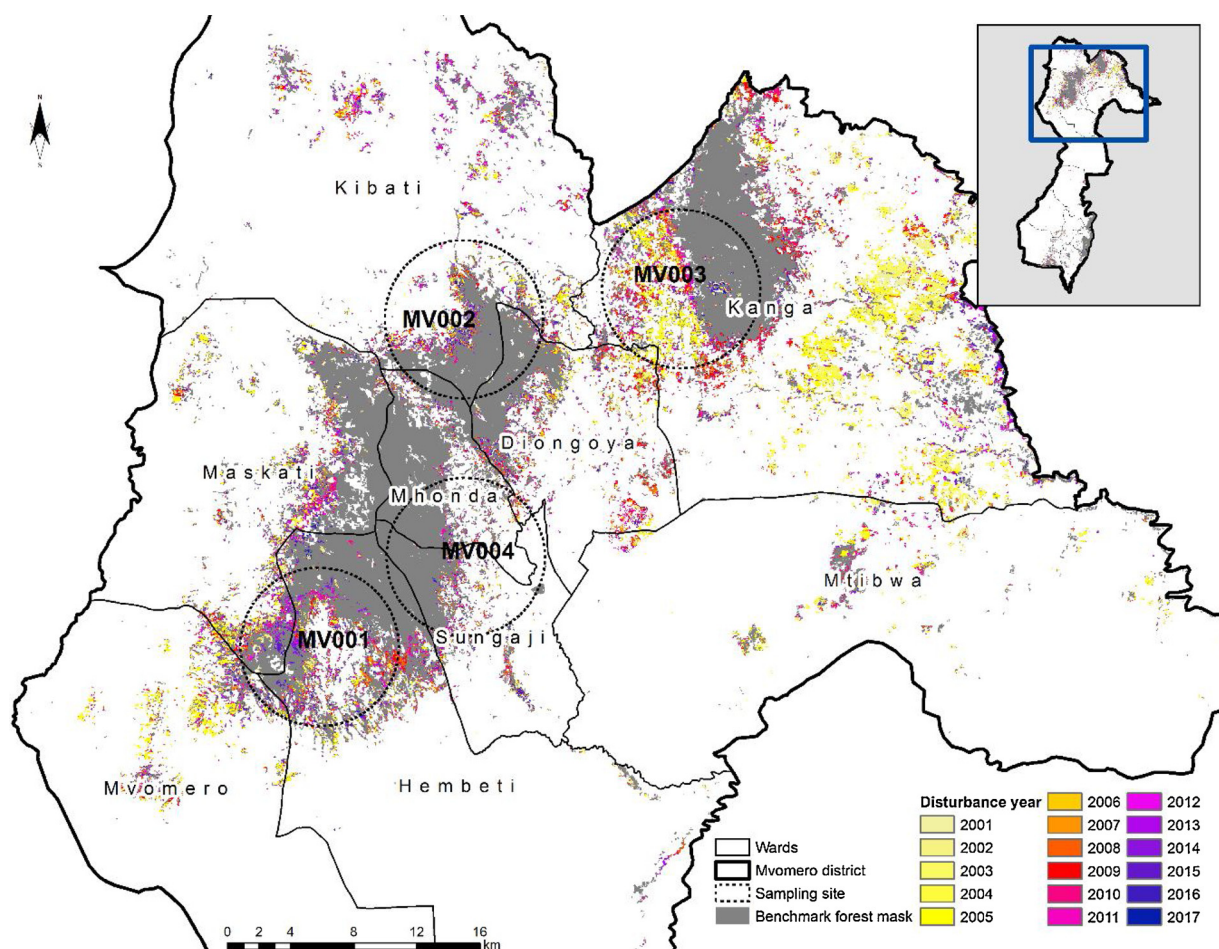 Kibati
MV003
Kanga
MV002
Diongoya
Maskati
Mhonda
MV004
Mtibwa
MV001
Sungaji
Mvomero
Hembeti
Disturbance year
2001
2002
2003
2004
2005
2006
2007
2008
2009
2010
2011
2012
2013
2014
2015
2016
2017
Wards
Mvomero district
Sampling site
Benchmark forest mask
0 2 4 8 12 16
km